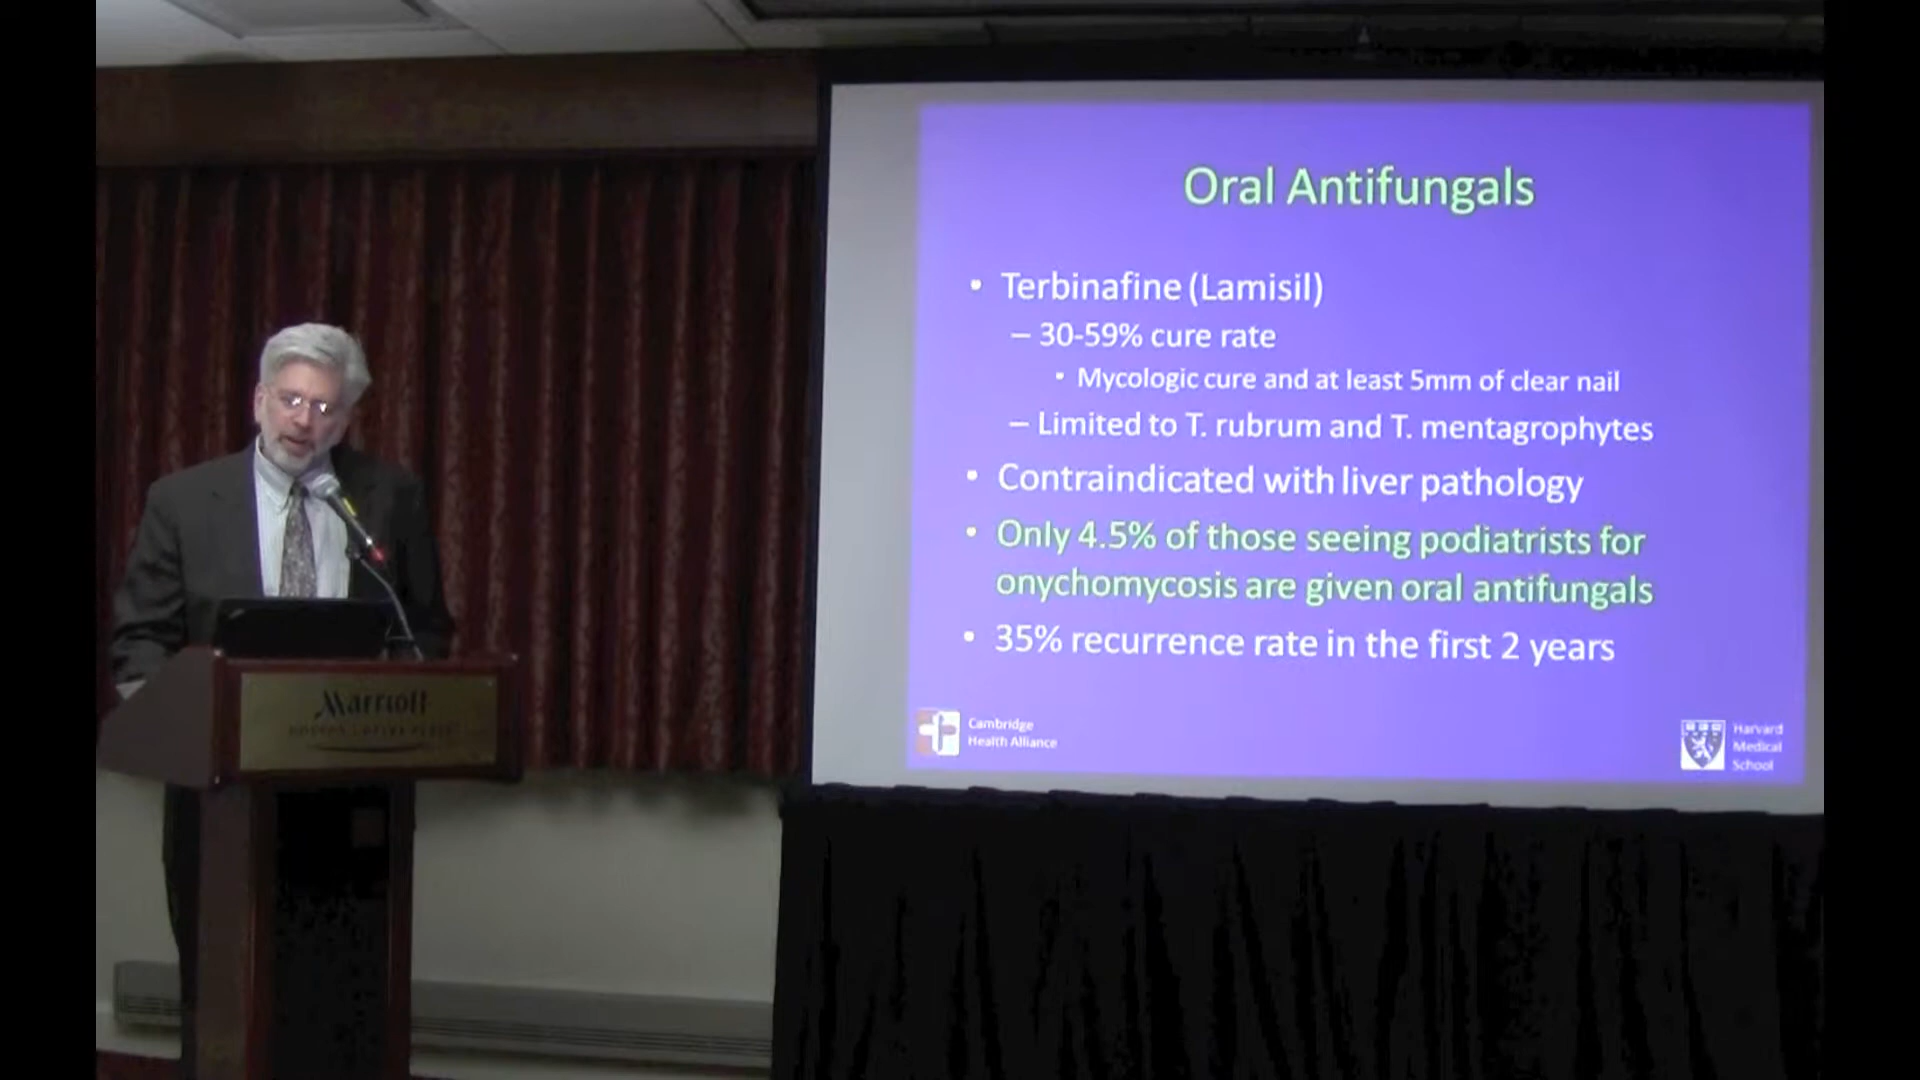 Oral Antifungals
• Terbinafine (Lamisil)
– 30-59% cure rate
• Mycologic cure and at least 5mm of clear nail
– Limited to T. rubrum and T. mentagrophytes
• Contraindicated with liver pathology
• Only 4.5% of those seeing podiatrists for
onychomycosis are given oral antifungals
• 35% recurrence rate in the first 2 years
Cambridge
Health Alliance
Harvard
Medical
School
Marriott